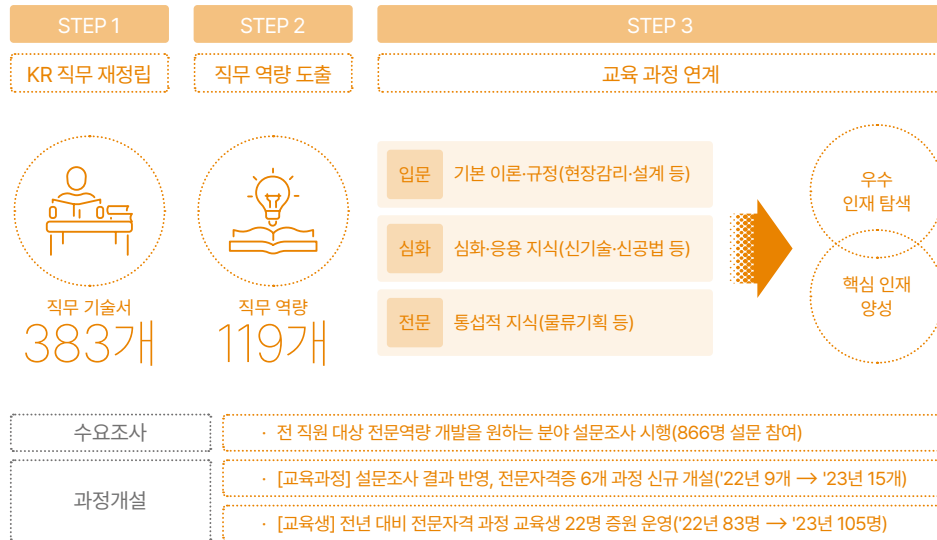 STEP 1
STEP 2
STEP 3
KR 직무 재정립
직무 역량 도출
교육 과정 연계
직무 기술서
383개
직무 역량
119개
입문
기본 이론·규정(현장감리·설계 등)
심화
심화·응용 지식(신기술·신공법 등)
전문
통섭적 지식(물류기획 등)
우수
인재 탐색
핵심 인재
양성
수요조사
· 전 직원 대상 전문역량 개발을 원하는 분야 설문조사 시행(866명 설문 참여)
과정개설
· [교육과정] 설문조사 결과 반영, 전문자격증 6개 과정 신규 개설('22년 9개 → '23년 15개)
· [교육생] 전년 대비 전문자격 과정 교육생 22명 증원 운영('22년 83명 → '23년 105명)